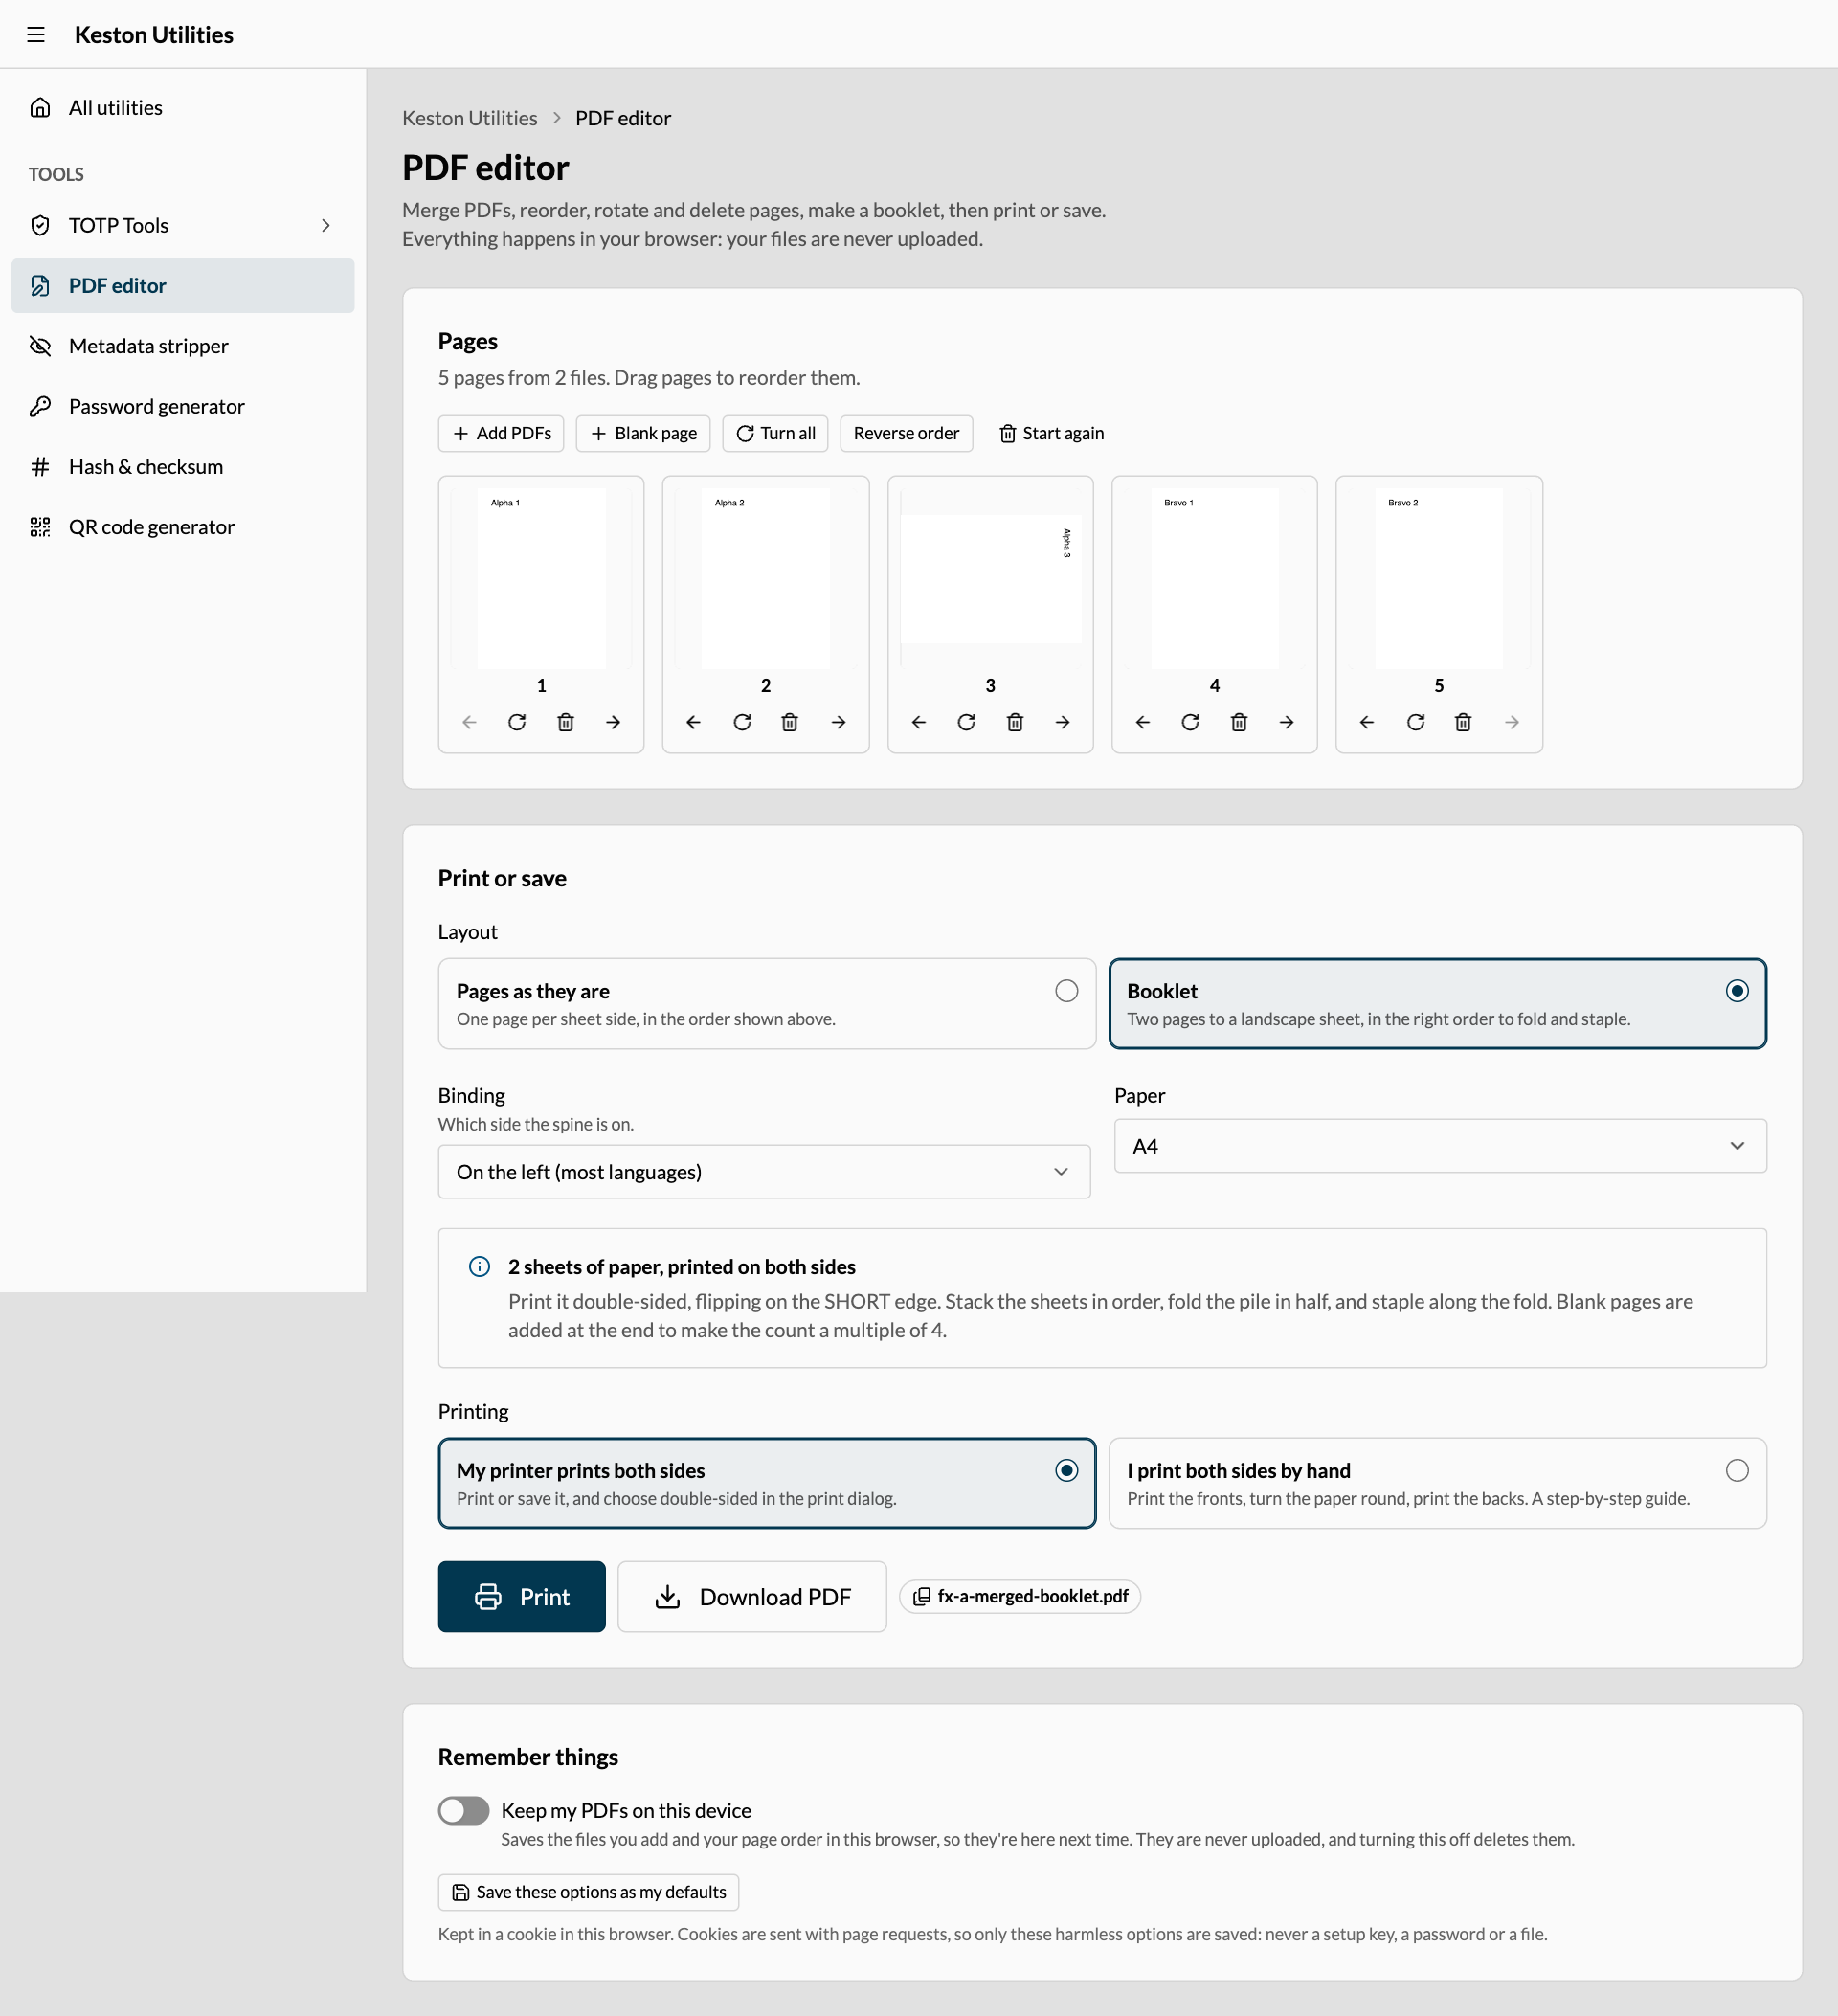 Keston Utilities
All utilities
TOOLS
TOTP Tools
PDF editor
Metadata stripper
Password generator
Hash & checksum
QR code generator
Keston Utilities > PDF editor
PDF editor
Merge PDFs, reorder, rotate and delete pages, make a booklet, then print or save.
Everything happens in your browser: your files are never uploaded.
Pages
5 pages from 2 files. Drag pages to reorder them.
Add PDFs
Blank page
Turn all
Reverse order
Start again
Alpha 1
Alpha 2
Alpha 3
Bravo 1
Bravo 2
1
2
3
4
5
Print or save
Layout
Pages as they are
One page per sheet side, in the order shown above.
Booklet
Two pages to a landscape sheet, in the right order to fold and staple.
Binding
Which side the spine is on.
On the left (most languages)
Paper
A4
2 sheets of paper, printed on both sides
Print it double-sided, flipping on the SHORT edge. Stack the sheets in order, fold the pile in half, and staple along the fold. Blank pages are
added at the end to make the count a multiple of 4.
Printing
My printer prints both sides
Print or save it, and choose double-sided in the print dialog.
I print both sides by hand
Print the fronts, turn the paper round, print the backs. A step-by-step guide.
Print
Download PDF
fx-a-merged-booklet.pdf
Remember things
Keep my PDFs on this device
Saves the files you add and your page order in this browser, so they're here next time. They are never uploaded, and turning this off deletes them.
Save these options as my defaults
Kept in a cookie in this browser. Cookies are sent with page requests, so only these harmless options are saved: never a setup key, a password or a file.